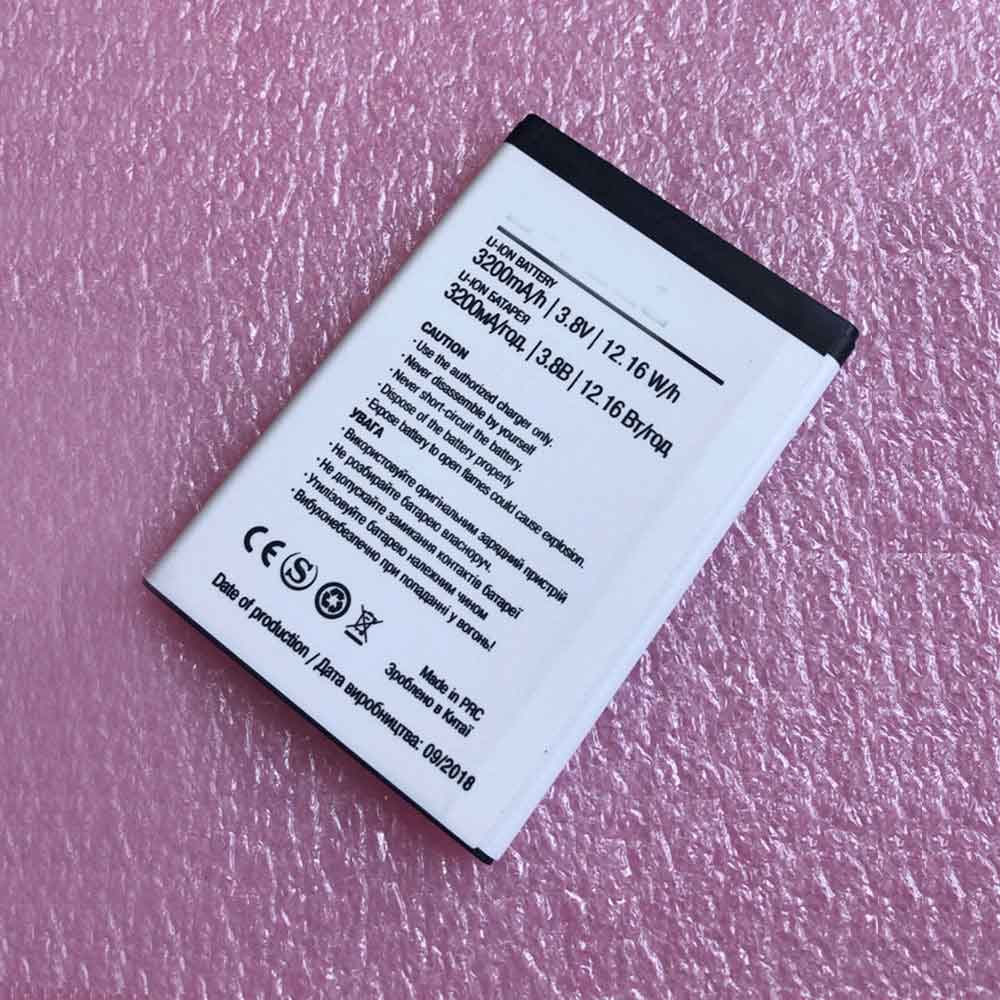 LI-ION BATTERY
3200mA/h | 3.8V | 12.16 W/h
LI-ION БАТАРЕЯ
3200мА/год. | 3.8В | 12.16 Вт/год
CAUTION
· Use the authorized charger only.
· Never disassemble by yourself
· Never short-circuit the battery.
· Dispose of the battery properly
· Expose battery to open flames could cause explosion.
УВАГА
· Використовуйте оригінальним зарядний пристрій
· Не розбирайте батарею власноруч.
· Не допускайте замикання контактів батареї
· Утилізовуйте батарею належним чином
· Вибухонебезпечно при попаданні у вогонь!
CE S
Made in PRC
Зроблено в Китаї
Date of production / Дата виробництва: 09/2018